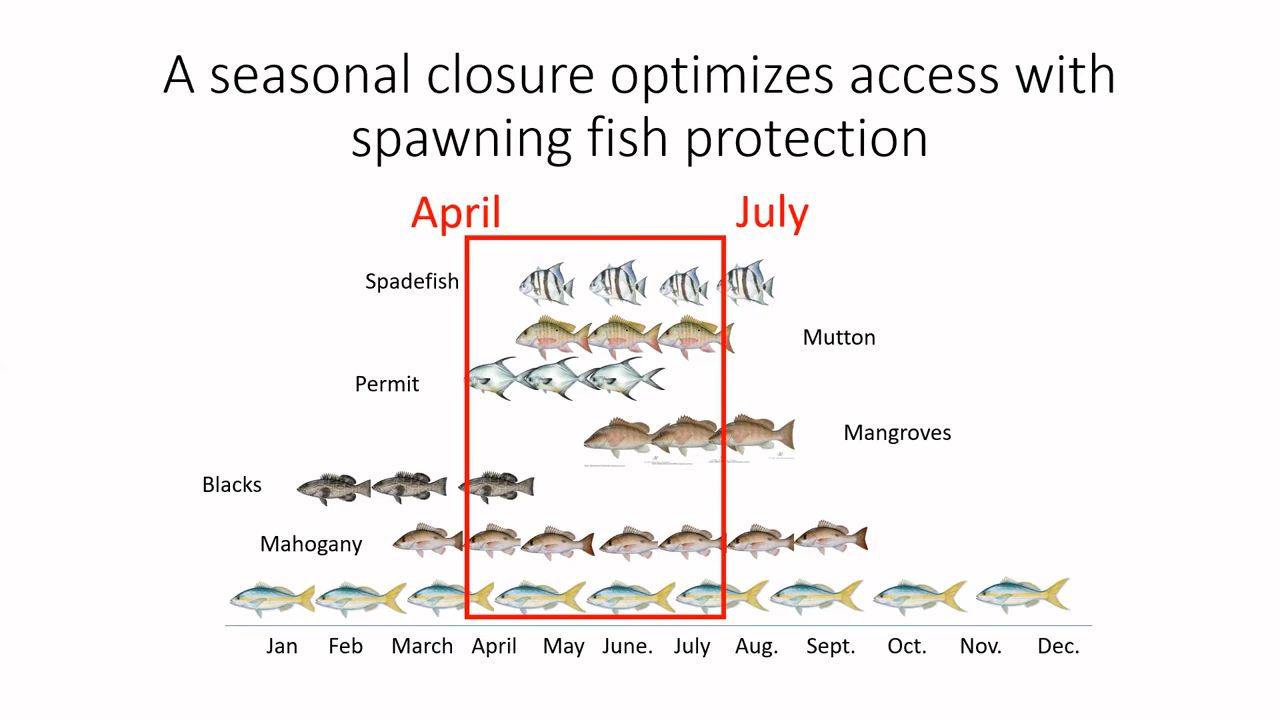 A seasonal closure optimizes access with
spawning fish protection
April July
Spadefish
Mutton
Permit
Mangroves
Blacks
Mahogany
Jan Feb March April May June. July Aug. Sept. Oct. Nov. Dec.